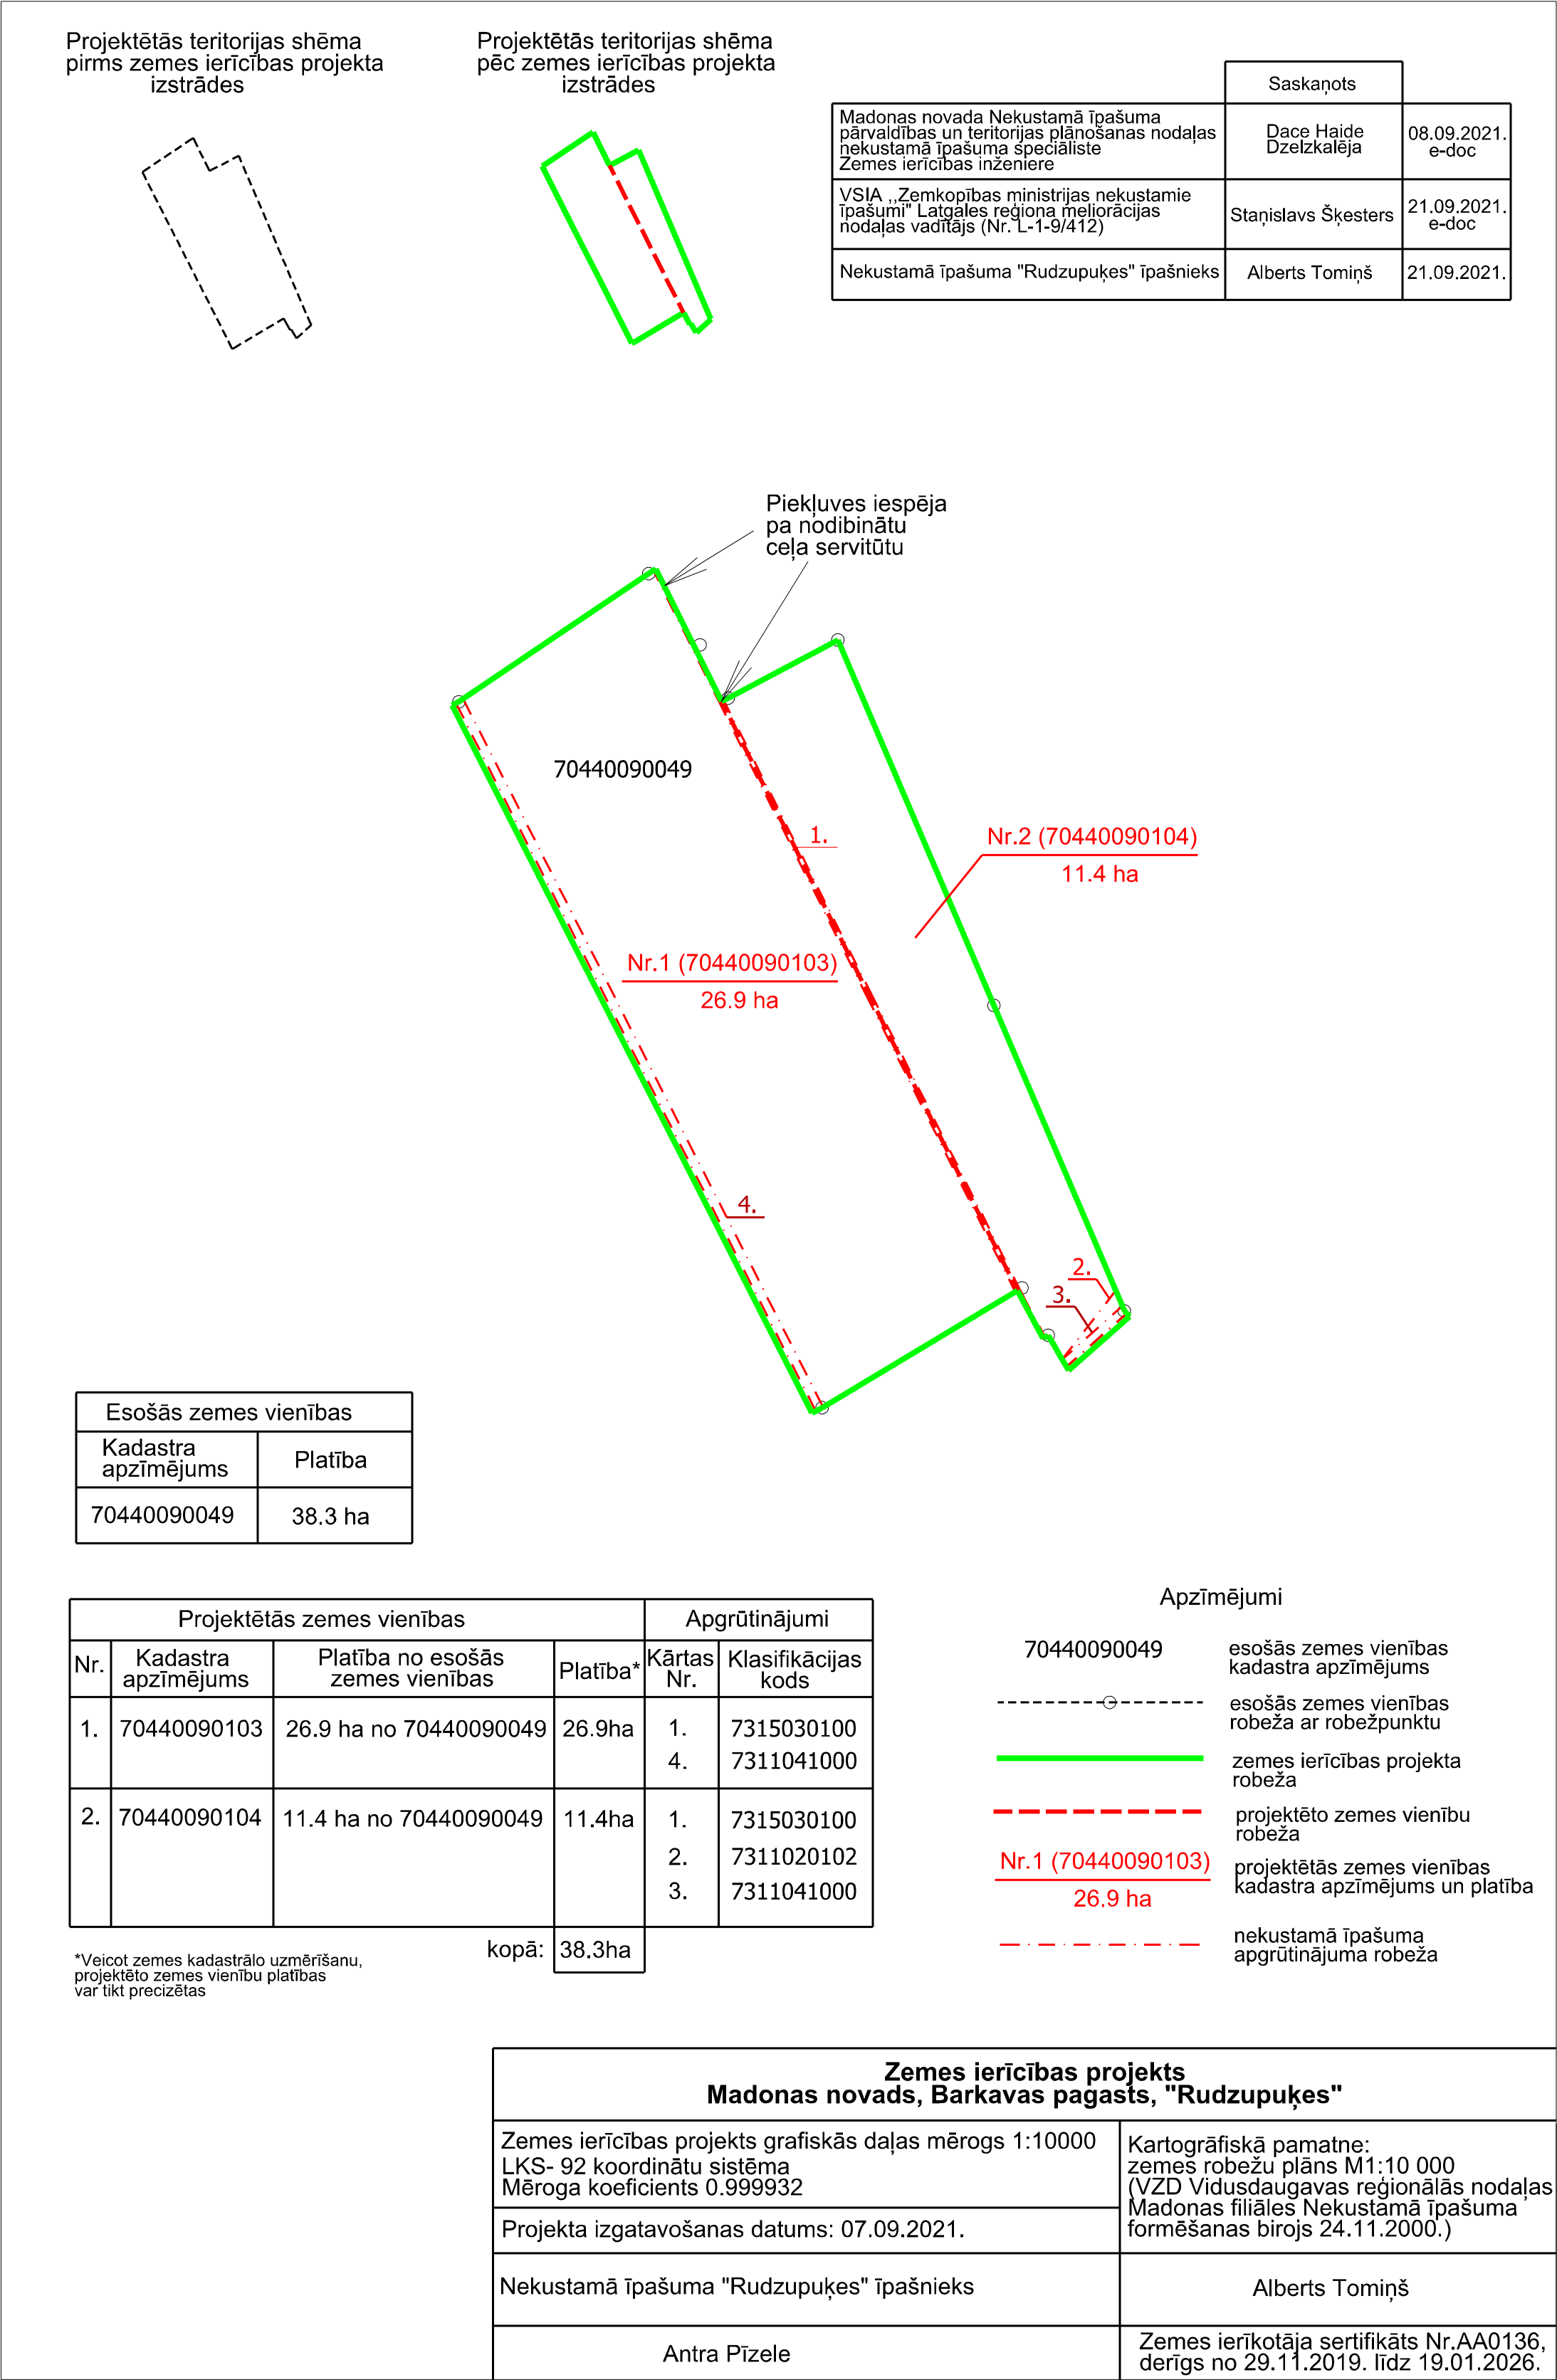 Projektētās teritorijas shēma
pirms zemes ierīcības projekta
izstrādes
Projektētās teritorijas shēma
pēc zemes ierīcības projekta
izstrādes
Saskaņots
Madonas novada Nekustamā īpašuma
pārvaldības un teritorijas plānošanas nodaļas
nekustamā īpašuma speciāliste
Zemes ierīcības inženiere
Dace Haide
Dzelzkalēja
08.09.2021.
e-doc
VSIA ,,Zemkopības ministrijas nekustamie
īpašumi" Latgales reģiona meliorācijas
nodaļas vadītājs (Nr. L-1-9/412)
Staņislavs Šķesters
21.09.2021.
e-doc
Nekustamā īpašuma "Rudzupuķes" īpašnieks
Alberts Tomiņš
21.09.2021.
Piekļuves iespēja
pa nodibinātu
ceļa servitūtu
70440090049
1.
Nr.2 (70440090104)
11.4 ha
Nr.1 (70440090103)
26.9 ha
4.
2.
3.
Esošās zemes vienības
Kadastra
apzīmējums
Platība
70440090049
38.3 ha
Projektētās zemes vienības
Apgrūtinājumi
Nr.
Kadastra
apzīmējums
Platība no esošās
zemes vienības
Platība*
Kārtas
Nr.
Klasifikācijas
kods
1.
70440090103
26.9 ha no 70440090049
26.9ha
1.
7315030100
4.
7311041000
2.
70440090104
11.4 ha no 70440090049
11.4ha
1.
7315030100
2.
7311020102
3.
7311041000
kopā:
38.3ha
*Veicot zemes kadastrālo uzmērīšanu,
projektēto zemes vienību platības
var tikt precizētas
Apzīmējumi
70440090049
esošās zemes vienības
kadastra apzīmējums
esošās zemes vienības
robeža ar robežpunktu
zemes ierīcības projekta
robeža
projektēto zemes vienību
robeža
Nr.1 (70440090103)
26.9 ha
projektētās zemes vienības
kadastra apzīmējums un platība
nekustamā īpašuma
apgrūtinājuma robeža
Zemes ierīcības projekts
Madonas novads, Barkavas pagasts, "Rudzupuķes"
Zemes ierīcības projekts grafiskās daļas mērogs 1:10000
LKS- 92 koordinātu sistēma
Mēroga koeficients 0.999932
Projekta izgatavošanas datums: 07.09.2021.
Kartogrāfiskā pamatne:
zemes robežu plāns M1:10 000
(VZD Vidusdaugavas reģionālās nodaļas
Madonas filiāles Nekustamā īpašuma
formēšanas birojs 24.11.2000.)
Nekustamā īpašuma "Rudzupuķes" īpašnieks
Alberts Tomiņš
Antra Pīzele
Zemes ierīkotāja sertifikāts Nr.AA0136,
derīgs no 29.11.2019. līdz 19.01.2026.